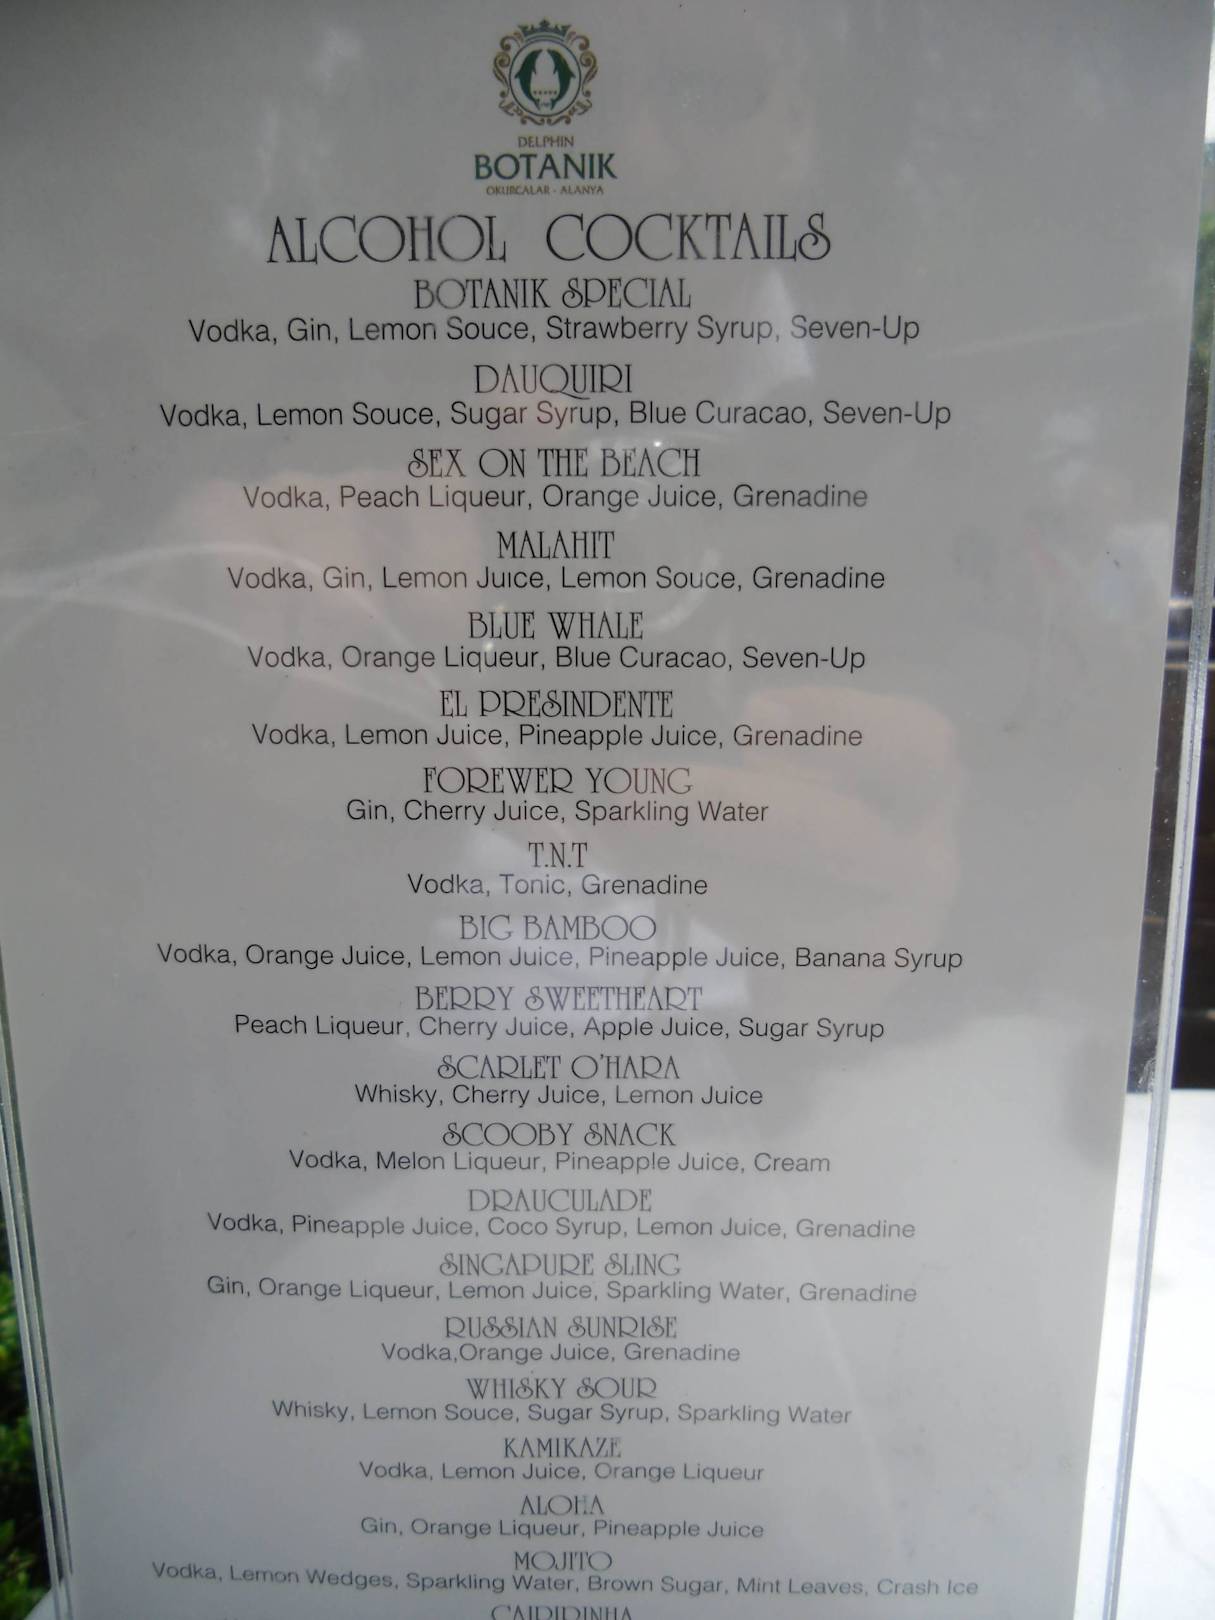 DELPHIN
BOTANIK
OKURCALAR - ALANYA
ALCOHOL COCKTAILS
BOTANIK SPECIAL
Vodka, Gin, Lemon Souce, Strawberry Syrup, Seven-Up
DAUQUIRI
Vodka, Lemon Souce, Sugar Syrup, Blue Curacao, Seven-Up
SEX ON THE BEACH
Vodka, Peach Liqueur, Orange Juice, Grenadine
MALAHIT
Vodka, Gin, Lemon Juice, Lemon Souce, Grenadine
BLUE WHALE
Vodka, Orange Liqueur, Blue Curacao, Seven-Up
EL PRESINDENTE
Vodka, Lemon Juice, Pineapple Juice, Grenadine
FOREWER YOUNG
Gin, Cherry Juice, Sparkling Water
T.N.T
Vodka, Tonic, Grenadine
BIG BAMBOO
Vodka, Orange Juice, Lemon Juice, Pineapple Juice, Banana Syrup
BERRY SWEETHEART
Peach Liqueur, Cherry Juice, Apple Juice, Sugar Syrup
SCARLET O'HARA
Whisky, Cherry Juice, Lemon Juice
SCOOBY SNACK
Vodka, Melon Liqueur, Pineapple Juice, Cream
DRAUCULADE
Vodka, Pineapple Juice, Coco Syrup, Lemon Juice, Grenadine
SINGAPURE SLING
Gin, Orange Liqueur, Lemon Juice, Sparkling Water, Grenadine
RUSSIAN SUNRISE
Vodka,Orange Juice, Grenadine
WHISKY SOUR
Whisky, Lemon Souce, Sugar Syrup, Sparkling Water
KAMIKAZE
Vodka, Lemon Juice, Orange Liqueur
ALOHA
Gin, Orange Liqueur, Pineapple Juice
MOJITO
Vodka, Lemon Wedges, Sparkling Water, Brown Sugar, Mint Leaves, Crash Ice
CAIPIRINHA